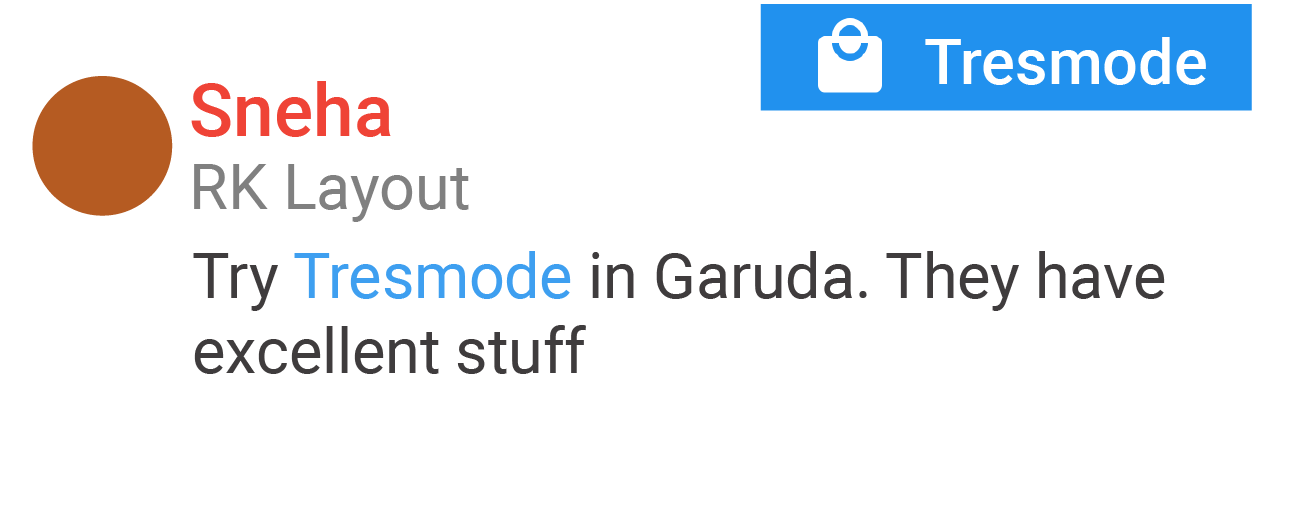 Tresmode
Sneha
RK Layout
Try Tresmode in Garuda. They have
excellent stuff